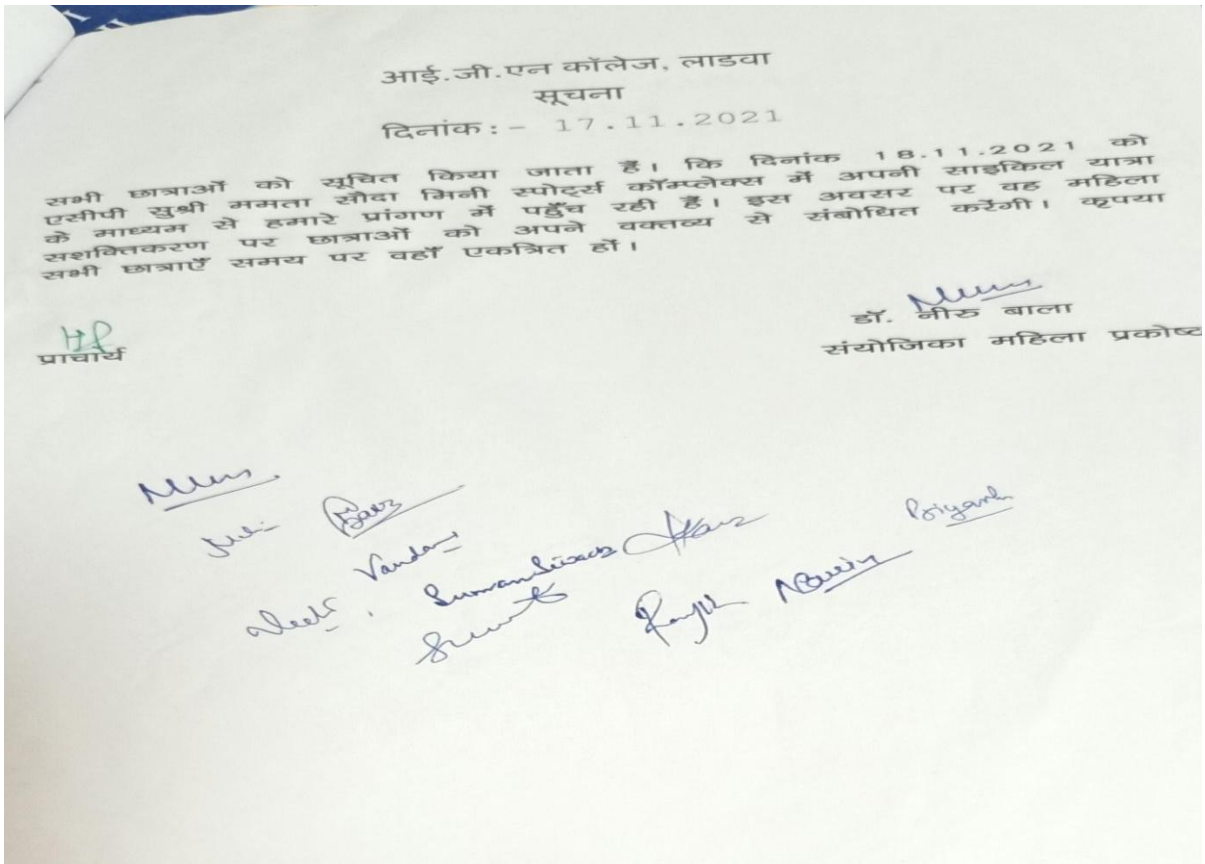 आई.जी.एन कॉलेज, लाडवा
सूचना
दिनांक:- 17.11.2021
सभी छात्राओं को सूचित किया जाता है। कि दिनांक 18.11.2021 को
एसीपी सुश्री ममता सौदा मिनी स्पोर्ट्स कॉम्प्लेक्स में अपनी साइकिल यात्रा
के माध्यम से हमारे प्रांगण में पहुँच रही हैं। इस अवसर पर वह महिला
सशक्तिकरण पर छात्राओं को अपने वक्तव्य से संबोधित करेंगी। कृपया
सभी छात्राएँ समय पर वहाँ एकत्रित हों।
डॉ. नीरु बाला
प्राचार्य
संयोजिका महिला प्रकोष्ठ
Vandana
Suman
Priyank